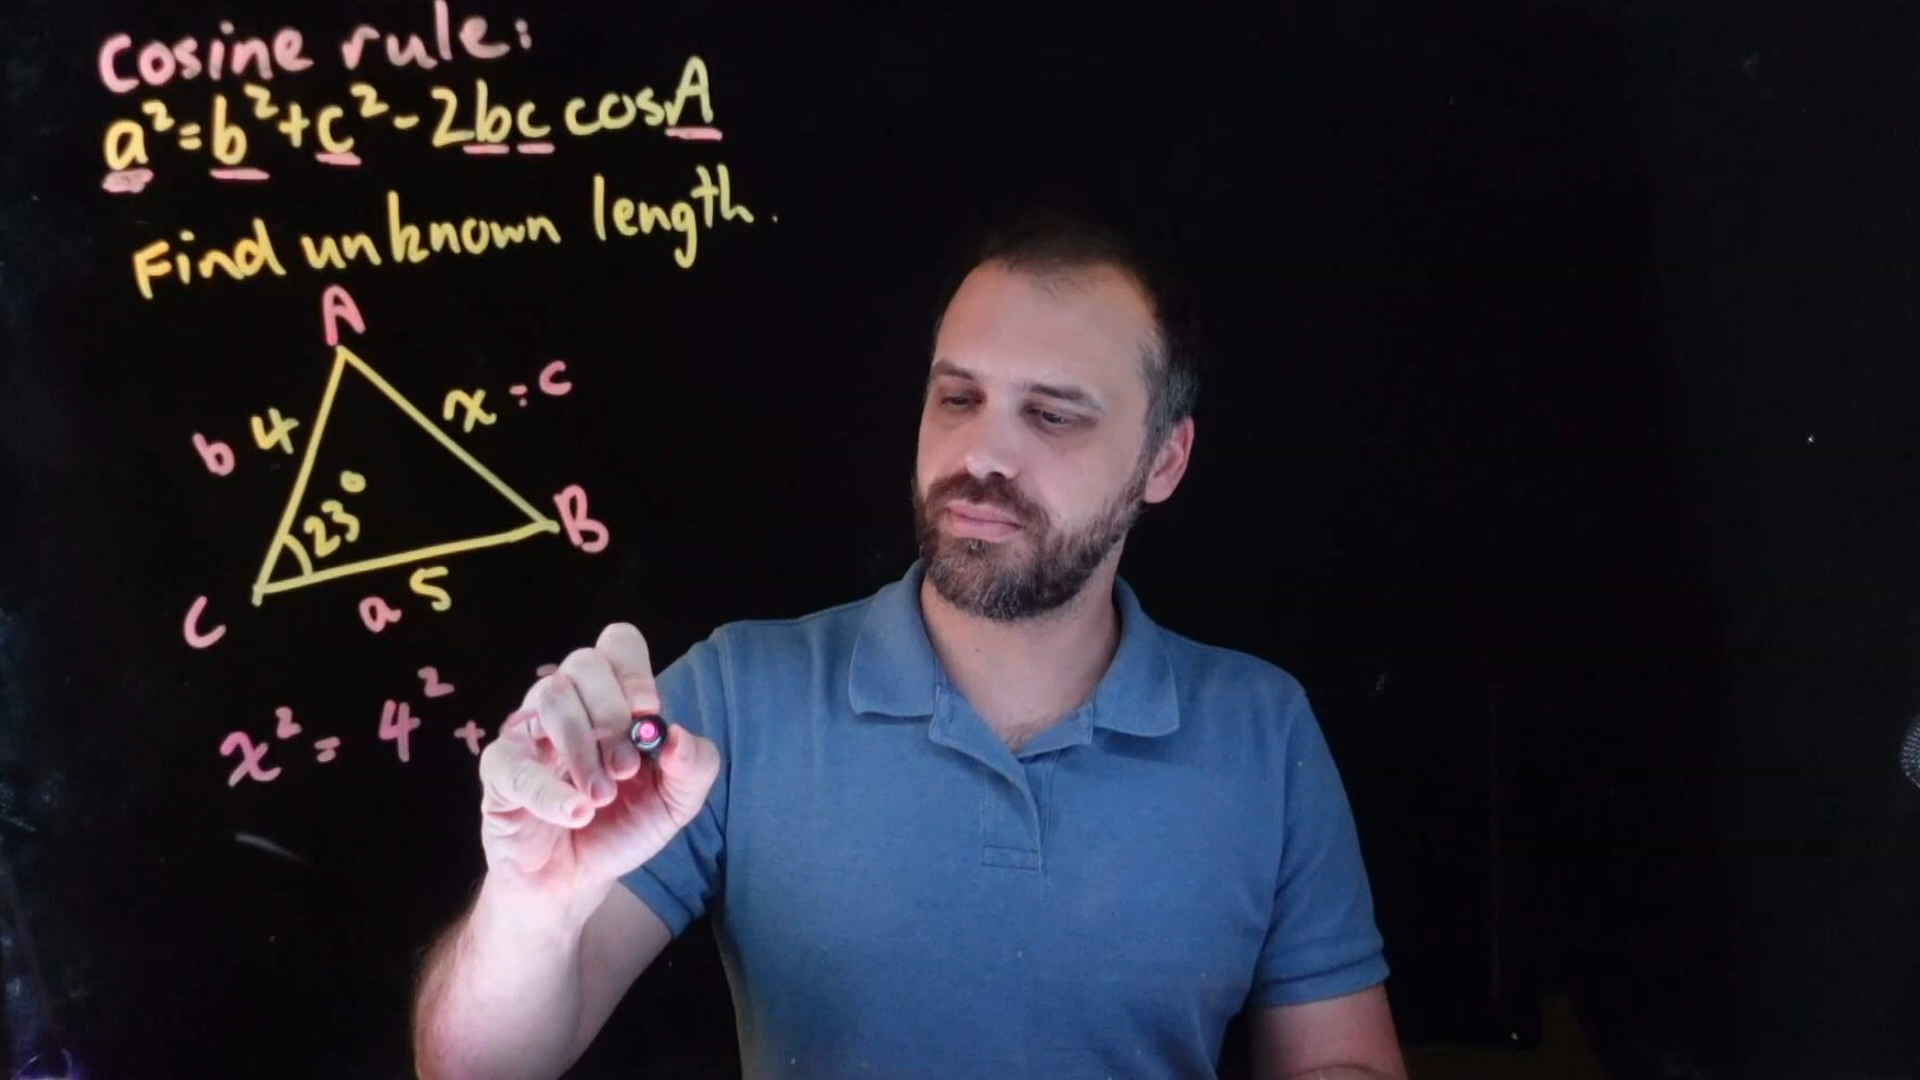 Cosine rule:
a²=b²+c²-2bc cosA
Find unknown length.
A
b 4
x = c
23°
B
C
a 5
x² = 4² +